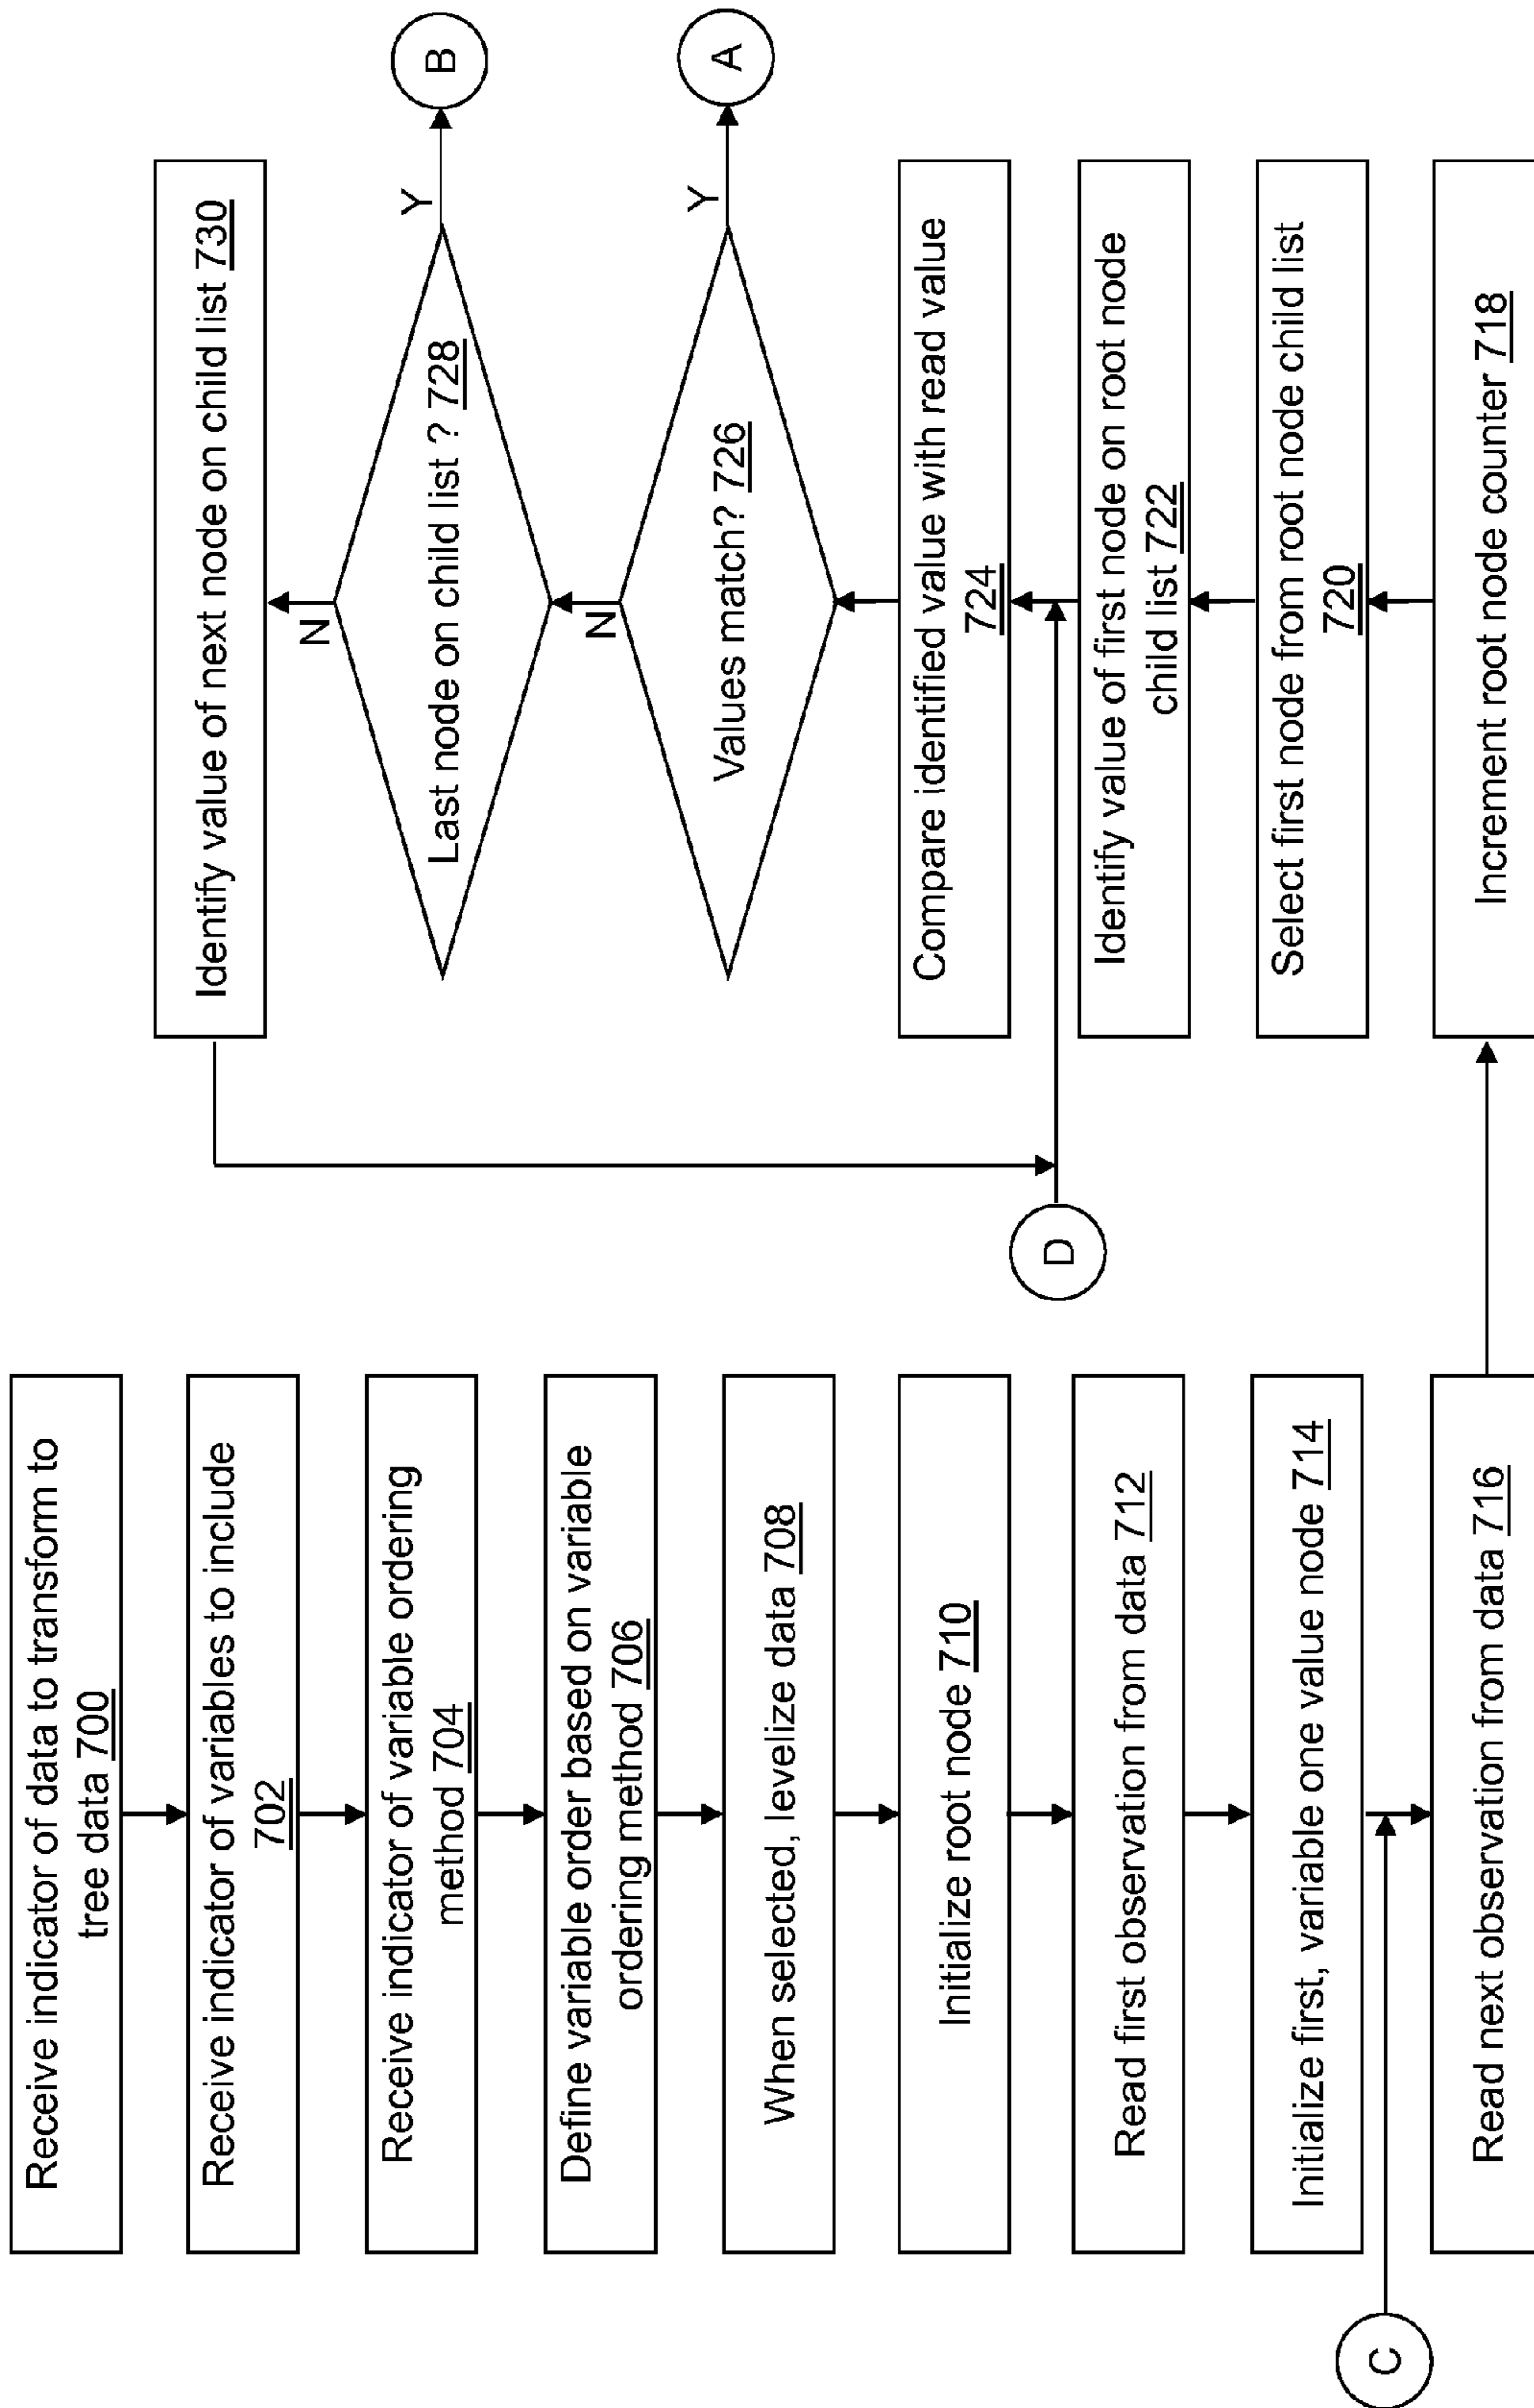 Receive indicator of data to transform to
tree data 700
Receive indicator of variables to include
702
Receive indicator of variable ordering
method 704
Define variable order based on variable
ordering method 706
When selected, levelize data 708
Initialize root node 710
Read first observation from data 712
Initialize first, variable one value node 714
C
Read next observation from data 716
Increment root node counter 718
Select first node from root node child list
720
Identify value of first node on root node
child list 722
D
Compare identified value with read value
724
Values match? 726
Y
A
N
Last node on child list ? 728
Y
B
N
Identify value of next node on child list 730